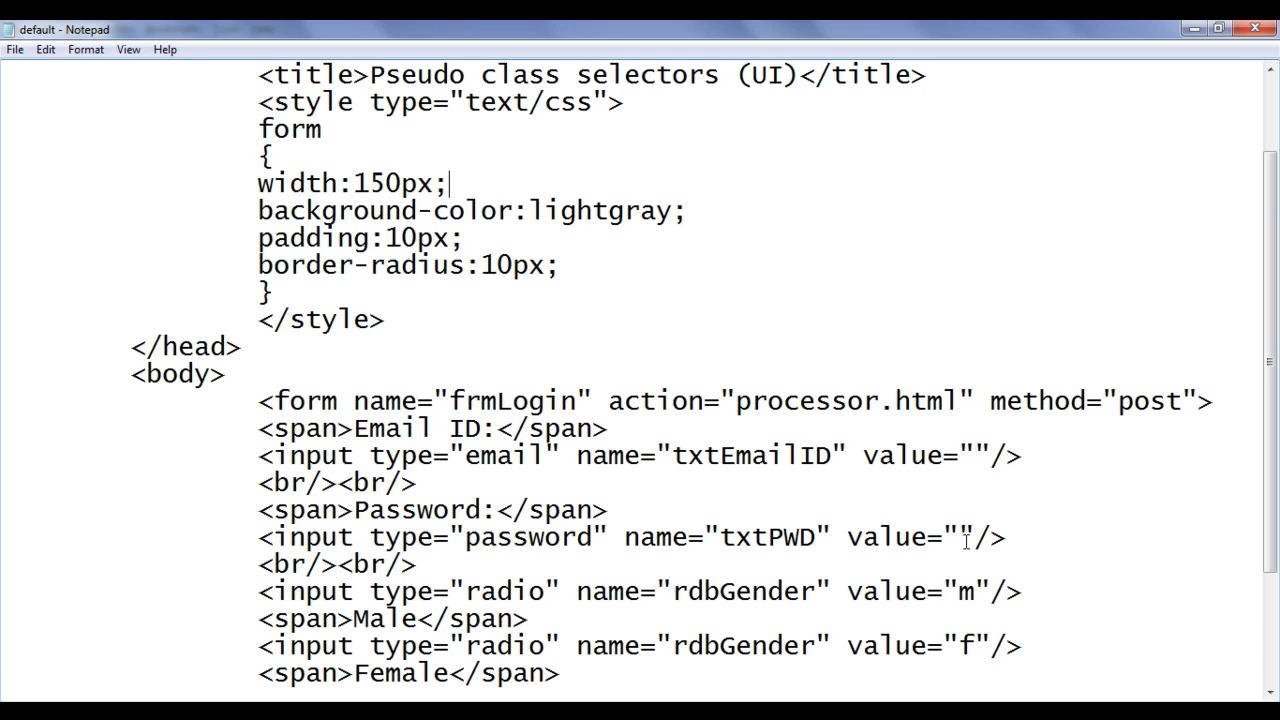 default - Notepad
File Edit Format View Help
<title>Pseudo class selectors (UI)</title>
<style type="text/css">
form
{
width:150px;
background-color:lightgray;
padding:10px;
border-radius:10px;
}
</style>
</head>
<body>
<form name="frmLogin" action="processor.html" method="post">
<span>Email ID:</span>
<input type="email" name="txtEmailID" value=""/>
<br/><br/>
<span>Password:</span>
<input type="password" name="txtPWD" value=""/>
<br/><br/>
<input type="radio" name="rdbGender" value="m"/>
<span>Male</span>
<input type="radio" name="rdbGender" value="f"/>
<span>Female</span>